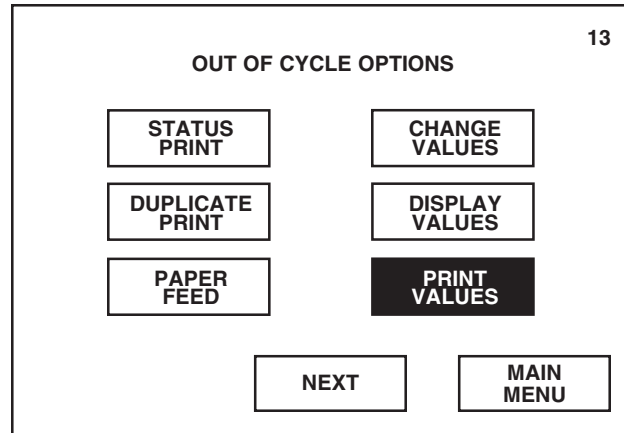 13
OUT OF CYCLE OPTIONS
STATUS
PRINT
CHANGE
VALUES
DUPLICATE
PRINT
DISPLAY
VALUES
PAPER
FEED
PRINT
VALUES
NEXT
MAIN
MENU